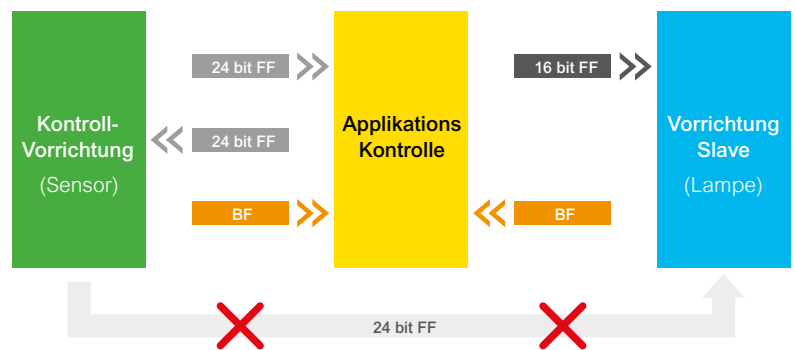 Kontroll-
Vorrichtung
(Sensor)
24 bit FF
24 bit FF
BF
Applikations
Kontrolle
16 bit FF
BF
Vorrichtung
Slave
(Lampe)
24 bit FF